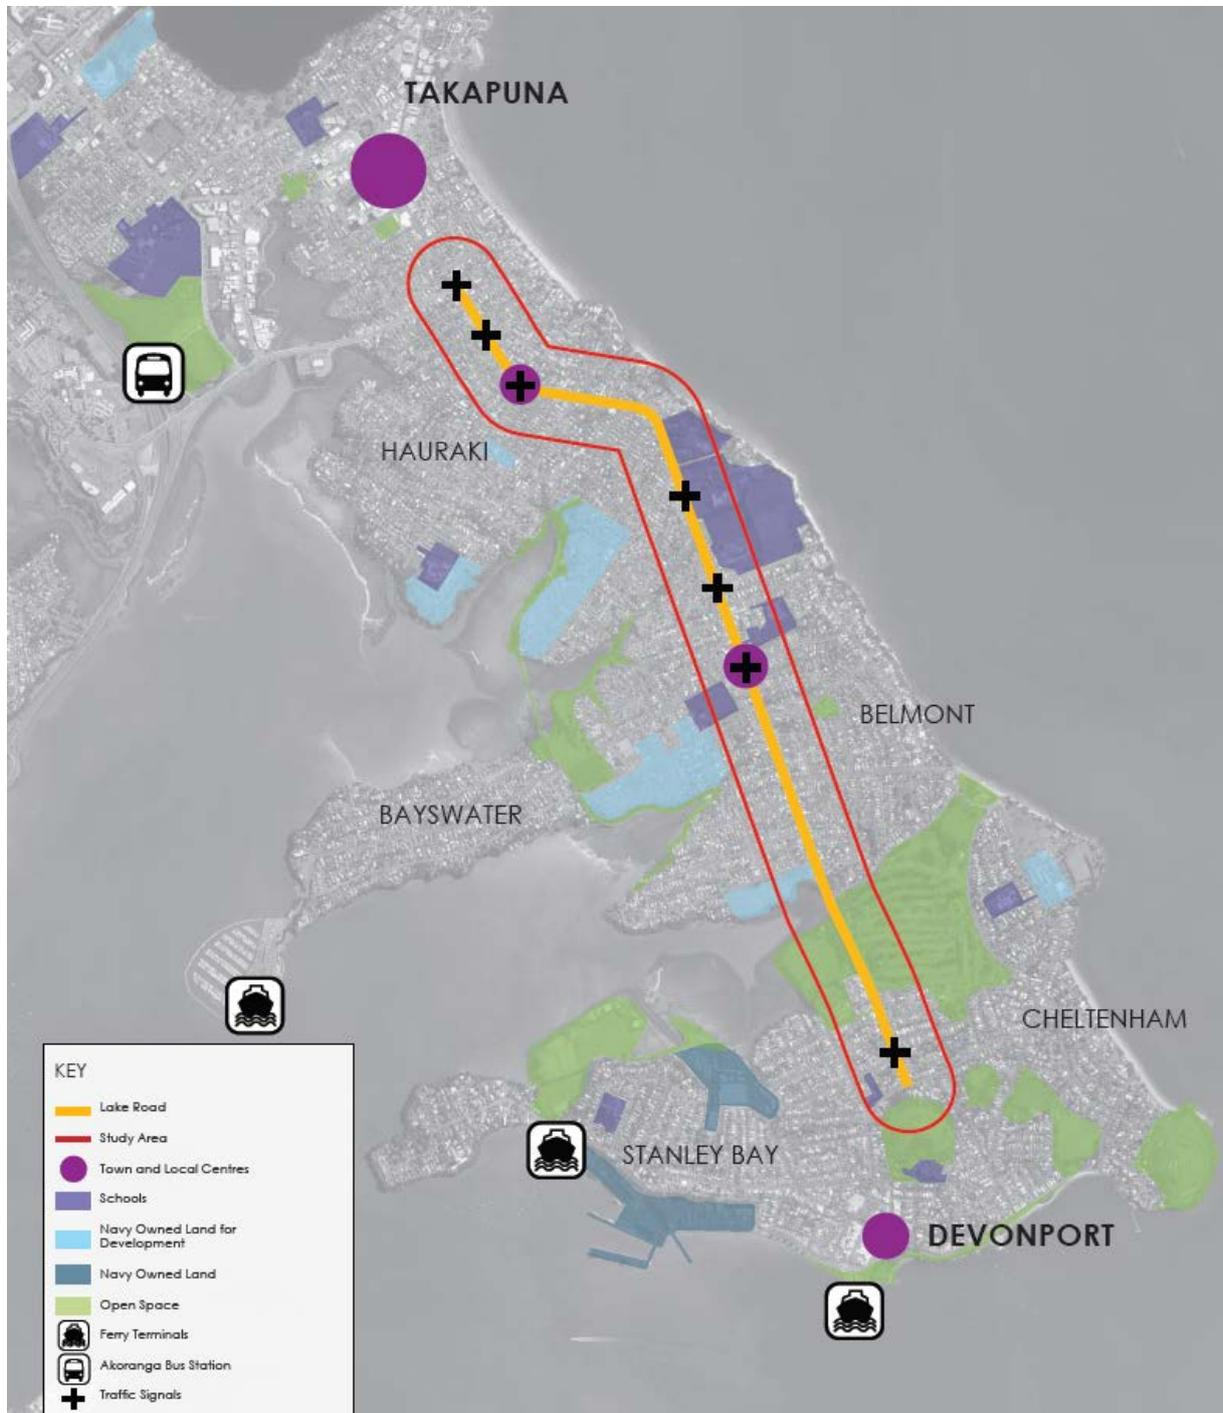 TAKAPUNA
HAURAKI
BELMONT
BAYSWATER
CHELTENHAM
STANLEY BAY
DEVONPORT
KEY
Lake Road
Study Area
Town and Local Centres
Schools
Navy Owned Land for
Development
Navy Owned Land
Open Space
Ferry Terminals
Akoranga Bus Station
Traffic Signals